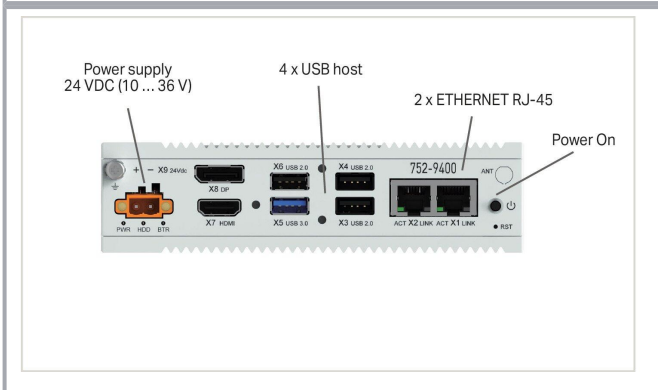 Power supply
24 VDC (10 ... 36 V)
4 x USB host
2 x ETHERNET RJ-45
Power On
+ – X9 24Vdc
X8 DP
X6 USB 2.0
X4 USB 2.0
752-9400
ANT
X7 HDMI
X5 USB 3.0
X3 USB 2.0
ACT X2 LINK ACT X1 LINK
RST
PWR HDD BTR